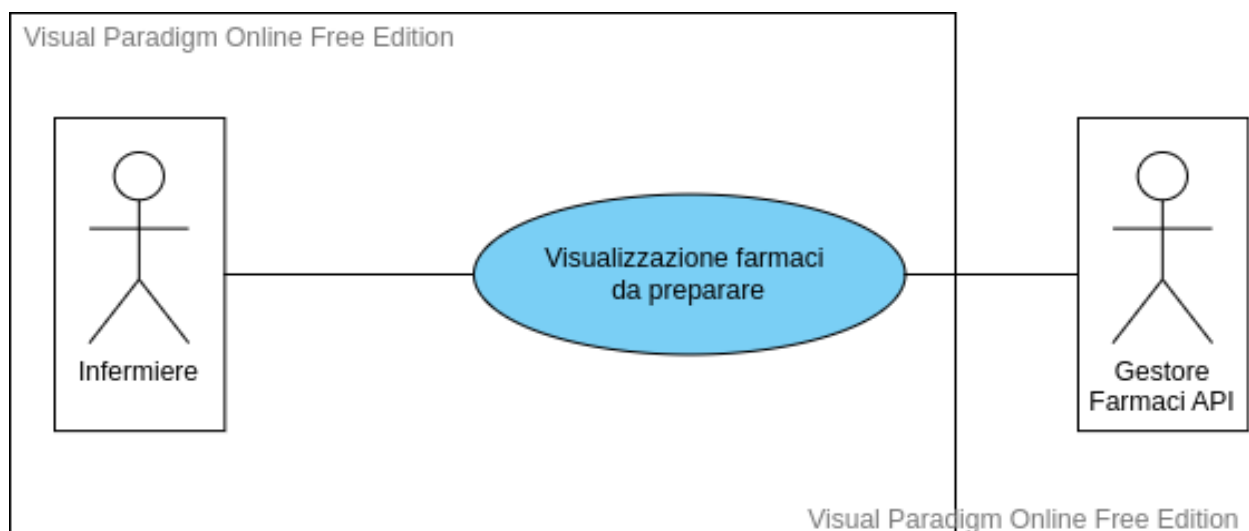 Visual Paradigm Online Free Edition
Visualizzazione farmaci
da preparare
Infermiere
Gestore
Farmaci API
Visual Paradigm Online Free Edition